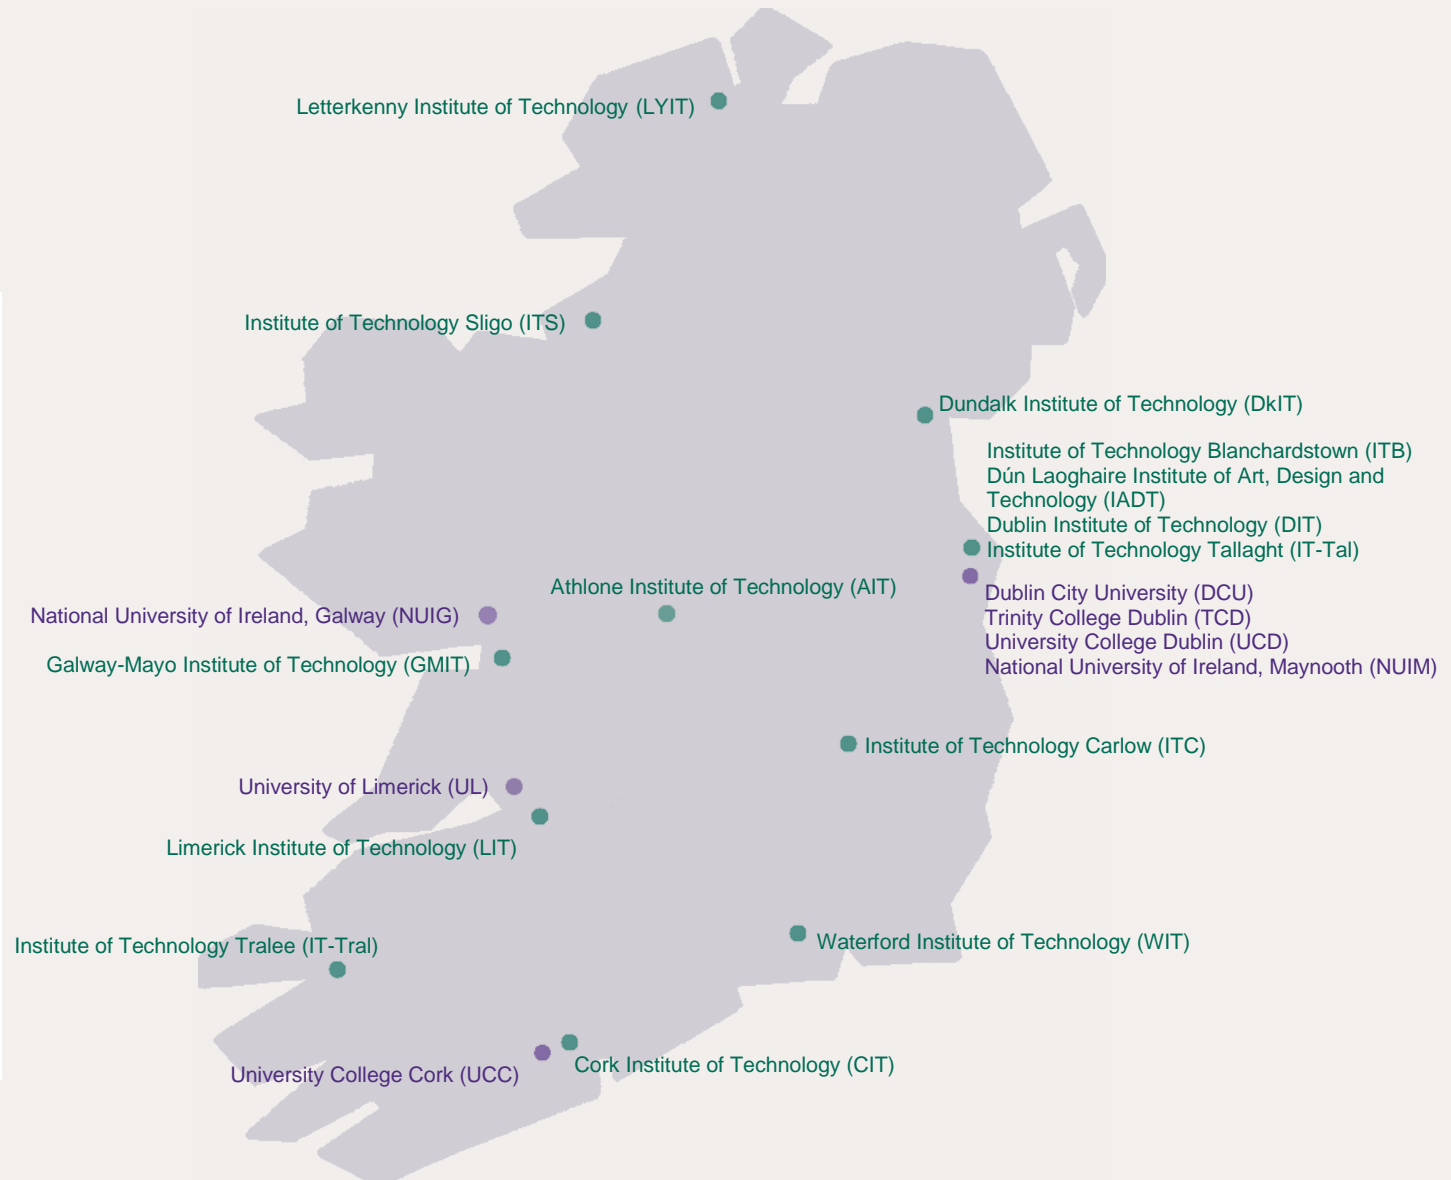 Letterkenny Institute of Technology (LYIT)
Institute of Technology Sligo (ITS)
Dundalk Institute of Technology (DkIT)
Institute of Technology Blanchardstown (ITB)
Dún Laoghaire Institute of Art, Design and
Technology (IADT)
Dublin Institute of Technology (DIT)
Institute of Technology Tallaght (IT-Tal)
Athlone Institute of Technology (AIT)
Dublin City University (DCU)
National University of Ireland, Galway (NUIG)
Trinity College Dublin (TCD)
University College Dublin (UCD)
Galway-Mayo Institute of Technology (GMIT)
National University of Ireland, Maynooth (NUIM)
Institute of Technology Carlow (ITC)
University of Limerick (UL)
Limerick Institute of Technology (LIT)
Waterford Institute of Technology (WIT)
Institute of Technology Tralee (IT-Tral)
Cork Institute of Technology (CIT)
University College Cork (UCC)